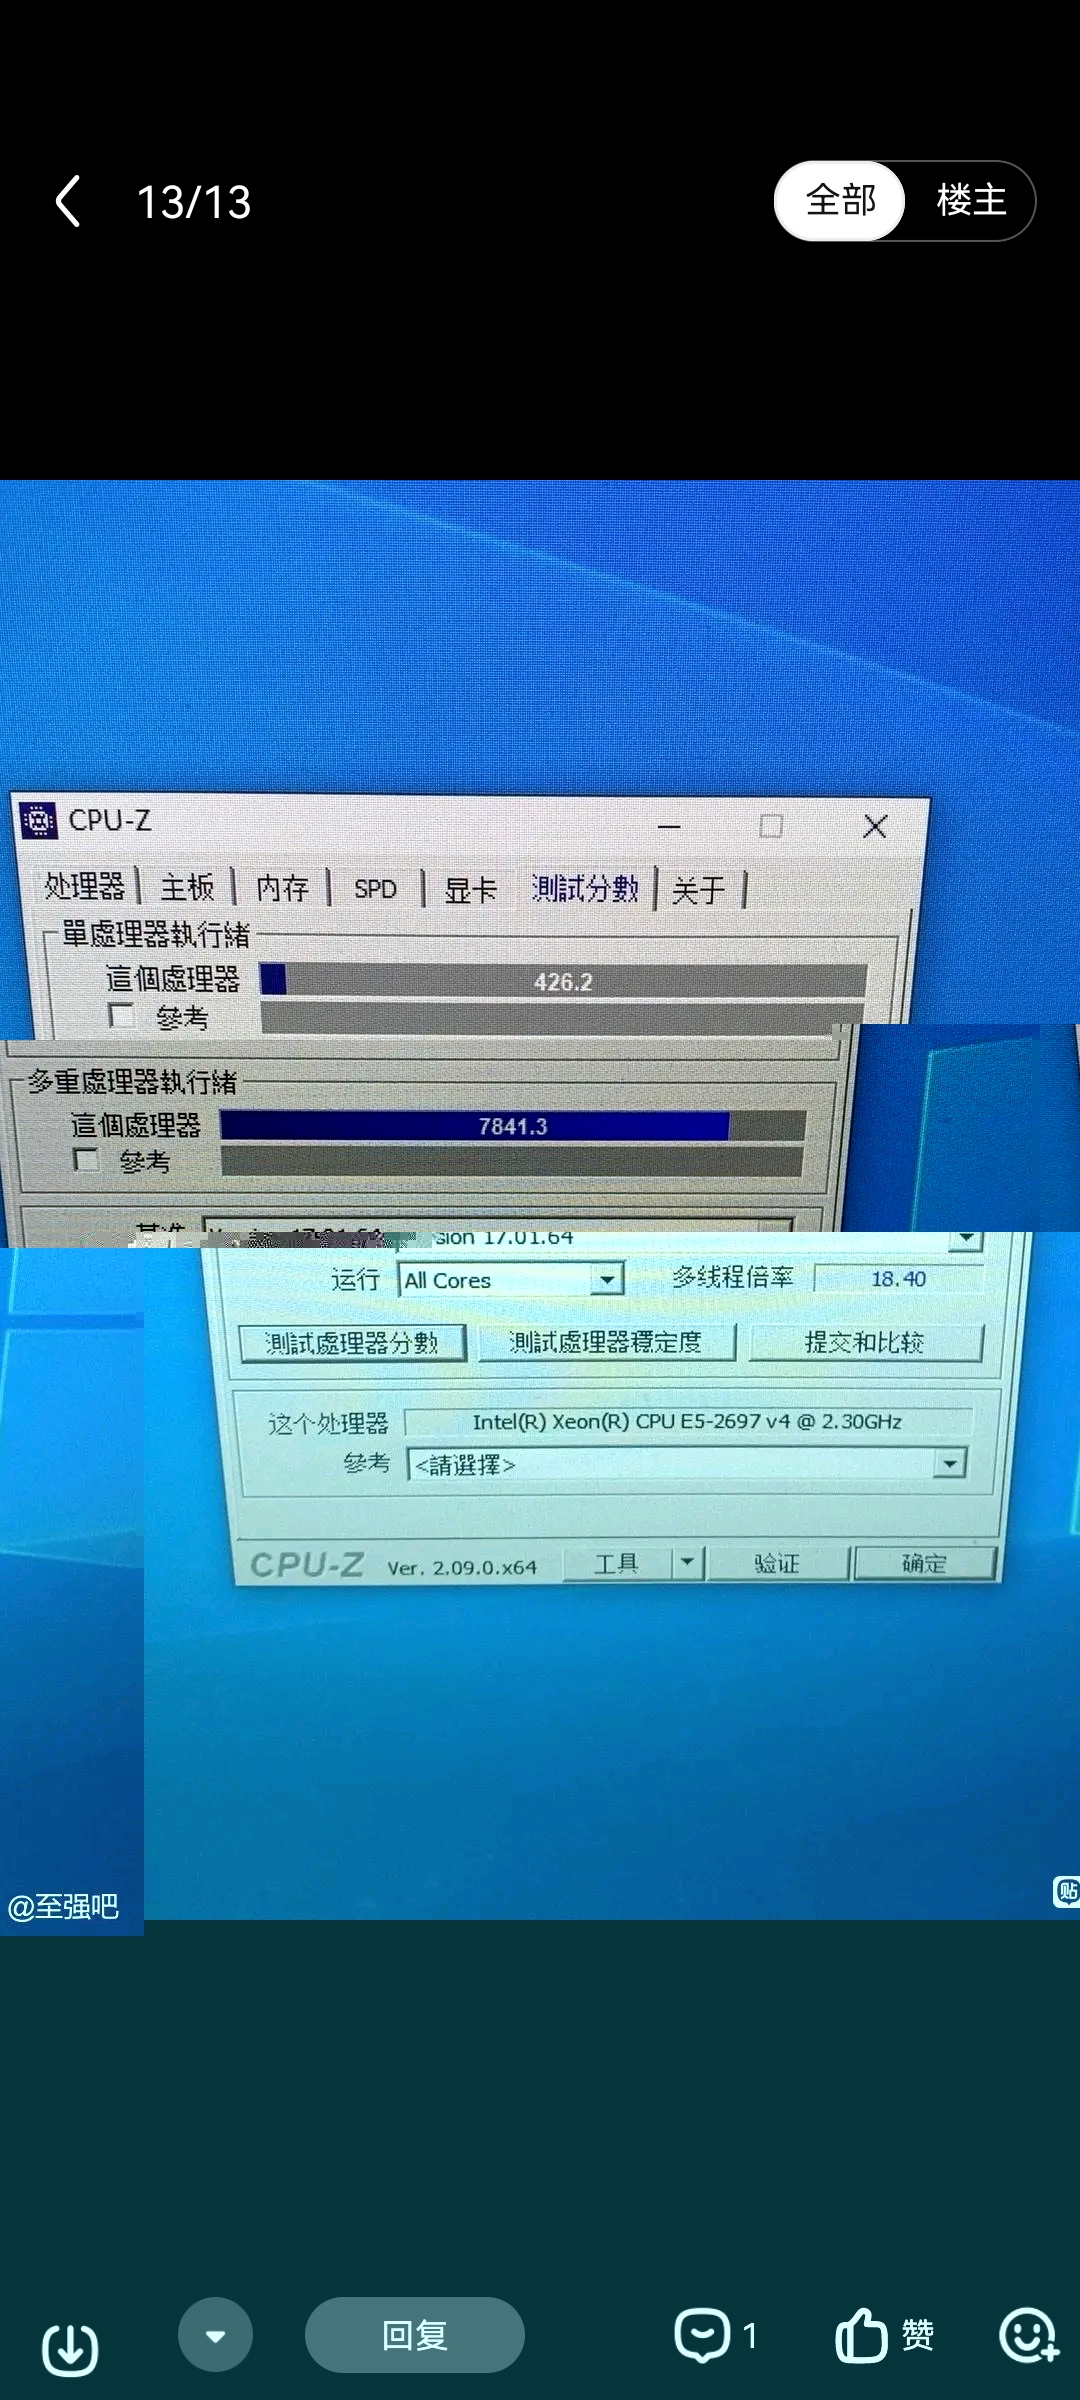 13/13
全部 楼主
CPU-Z
处理器 主板 内存 SPD 显卡 測試分數 关于
單處理器執行緒
這個處理器 426.2
參考
多重處理器執行緒
這個處理器 7841.3
參考
sion 17.01.64
运行 All Cores 多线程倍率 18.40
測試處理器分數 測試處理器穩定度 提交和比较
这个处理器 Intel(R) Xeon(R) CPU E5-2697 v4 @ 2.30GHz
參考 <請選擇>
CPU-Z Ver. 2.09.0.x64 工具 验证 确定
贴
@至强吧
回复 1 赞